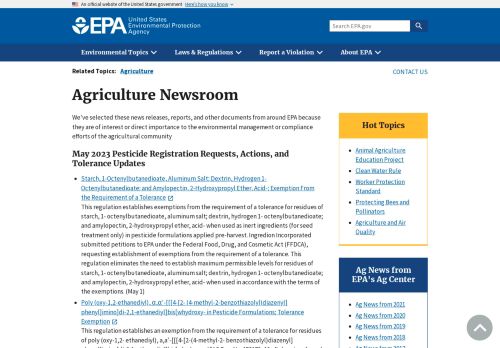 An official website of the United States government Here's how you know
EPA United States
Environmental Protection
Agency
Search EPA.gov
Environmental Topics Laws & Regulations Report a Violation About EPA
Related Topics: Agriculture
CONTACT US
Agriculture Newsroom
We've selected these news releases, reports, and other documents from around EPA because
they are of interest or direct importance to the environmental management or compliance
efforts of the agricultural community
May 2023 Pesticide Registration Requests, Actions, and
Tolerance Updates
Starch, 1-Octenylbutanedioate, Aluminum Salt; Dextrin, Hydrogen 1-
Octenylbutanedioate; and Amylopectin, 2-Hydroxypropyl Ether, Acid-; Exemption From
the Requirement of a Tolerance
This regulation establishes exemptions from the requirement of a tolerance for residues of
starch, 1- octenylbutanedioate, aluminum salt; dextrin, hydrogen 1- octenylbutanedioate;
and amylopectin, 2-hydroxypropyl ether, acid- when used as inert ingredients (for seed
treatment only) in pesticide formulations applied pre-harvest. Ingredion Incorporated
submitted petitions to EPA under the Federal Food, Drug, and Cosmetic Act (FFDCA),
requesting establishment of exemptions from the requirement of a tolerance. This
regulation eliminates the need to establish maximum permissible levels for residues of
starch, 1- octenylbutanedioate, aluminum salt; dextrin, hydrogen 1- octenylbutanedioate;
and amylopectin, 2-hydroxypropyl ether, acid- when used in accordance with the terms of
the exemptions. (May 1)
Poly (oxy-1,2-ethanediyl), α,α'-[[[4-[2- (4-methyl-2-benzothiazolyl)diazenyl]
phenyl]imino]di-2,1-ethanediyl]bis[whydroxy- in Pesticide Formulations; Tolerance
Exemption
This regulation establishes an exemption from the requirement of a tolerance for residues
of poly (oxy-1,2- ethanediyl), α,α'-[[[4-[2-(4-methyl-2- benzothiazolyl)diazenyl]
Hot Topics
Animal Agriculture
Education Project
Clean Water Rule
Worker Protection
Standard
Protecting Bees and
Pollinators
Agriculture and Air
Quality
Ag News from
EPA's Ag Center
Ag News from 2021
Ag News from 2020
Ag News from 2019
Ag News from 2018